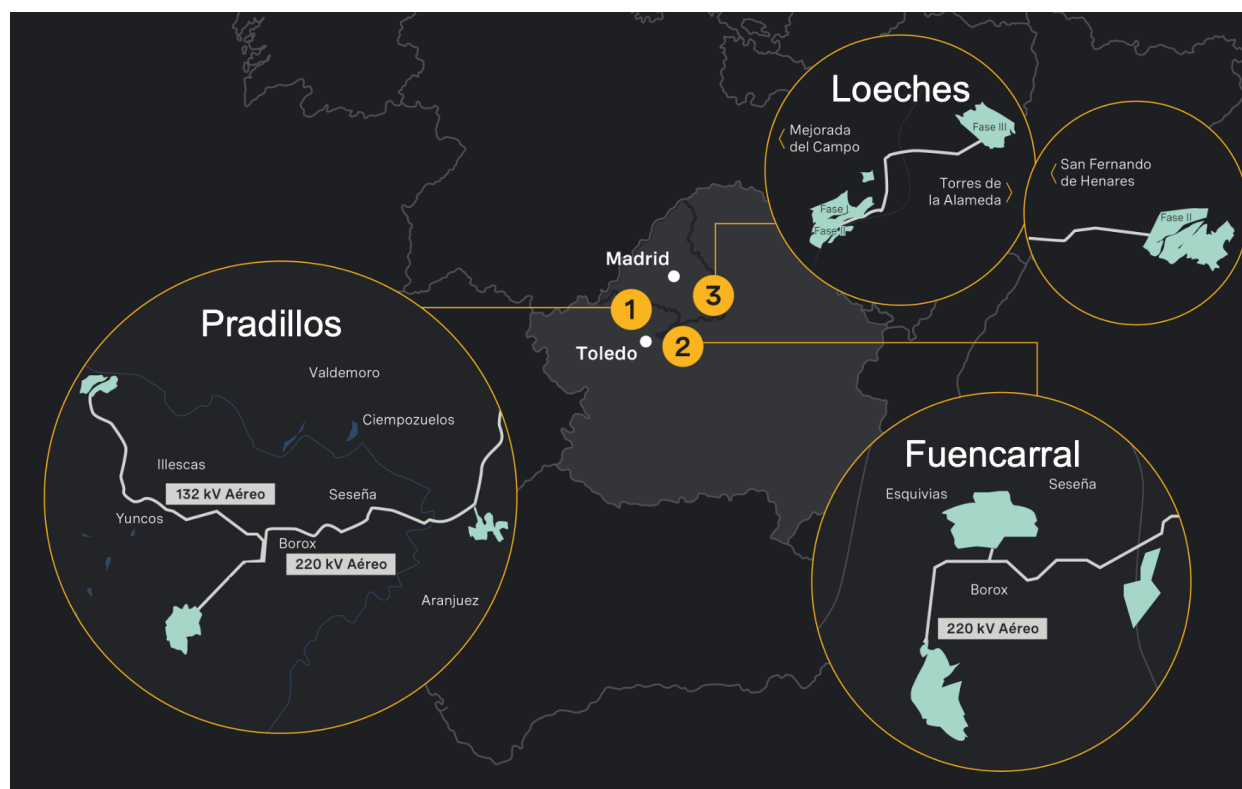 Loeches
Fase III
Mejorada
del Campo
Torres de
la Alameda
Fase I
Fase II
San Fernando
de Henares
Fase II
Madrid
1
3
Toledo
2
Pradillos
Valdemoro
Ciempozuelos
Illescas
132 kV Aéreo
Seseña
Yuncos
Borox
220 kV Aéreo
Aranjuez
Fuencarral
Esquivias
Seseña
Borox
220 kV Aéreo